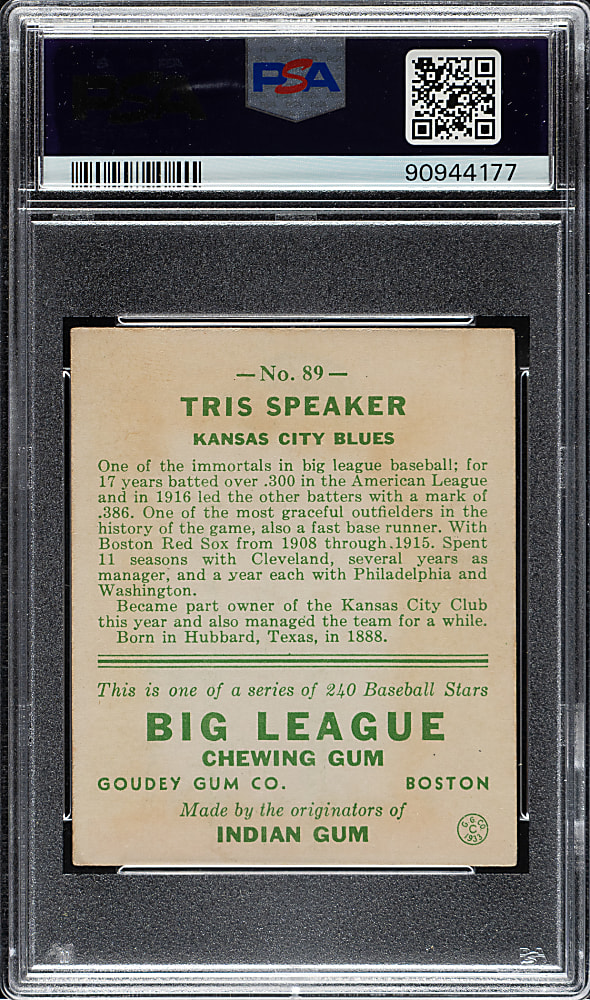 PSA
PSA
90944177
—No. 89—
TRIS SPEAKER
KANSAS CITY BLUES
One of the immortals in big league baseball; for
17 years batted over .300 in the American League
and in 1916 led the other batters with a mark of
.386. One of the most graceful outfielders in the
history of the game, also a fast base runner. With
Boston Red Sox from 1908 through.1915. Spent
11 seasons with Cleveland, several years as
manager, and a year each with Philadelphia and
Washington.
Became part owner of the Kansas City Club
this year and also managed the team for a while.
Born in Hubbard, Texas, in 1888.
This is one of a series of 240 Baseball Stars
BIG LEAGUE
CHEWING GUM
GOUDEY GUM CO. BOSTON
Made by the originators of
INDIAN GUM
G.G.CO.
C
1933